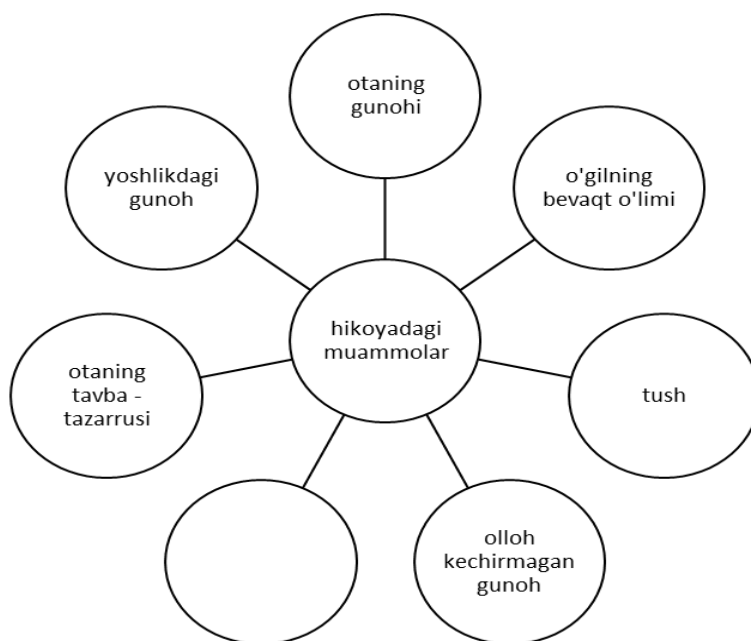 otaning
gunohi
yoshlikdagi
gunoh
o'gilning
bevaqt o'limi
hikoyadagi
muammolar
otaning
tavba -
tazarrusi
tush
olloh
kechirmagan
gunoh